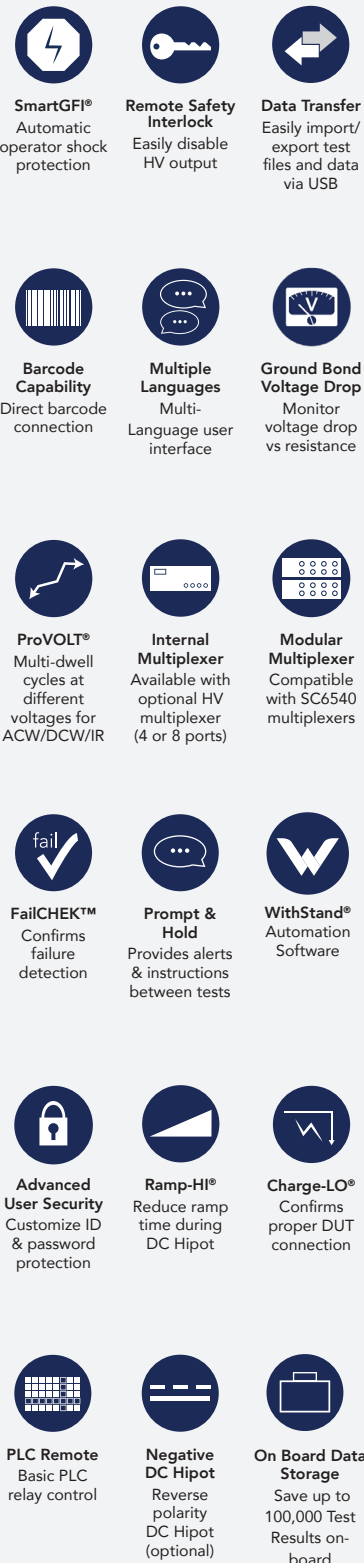 SmartGFI®
Automatic
operator shock
protection
Remote Safety
Interlock
Easily disable
HV output
Data Transfer
Easily import/
export test
files and data
via USB
Barcode
Capability
Direct barcode
connection
Multiple
Languages
Multi-
Language user
interface
V
Ground Bond
Voltage Drop
Monitor
voltage drop
vs resistance
ProVOLT®
Multi-dwell
cycles at
different
voltages for
ACW/DCW/IR
Internal
Multiplexer
Available with
optional HV
multiplexer
(4 or 8 ports)
Modular
Multiplexer
Compatible
with SC6540
multiplexers
fail
FailCHEK™
Confirms
failure
detection
Prompt &
Hold
Provides alerts
& instructions
between tests
WithStand®
Automation
Software
Advanced
User Security
Customize ID
& password
protection
Ramp-HI®
Reduce ramp
time during
DC Hipot
Charge-LO®
Confirms
proper DUT
connection
PLC Remote
Basic PLC
relay control
Negative
DC Hipot
Reverse
polarity
DC Hipot
(optional)
On Board Data
Storage
Save up to
100,000 Test
Results on-
board